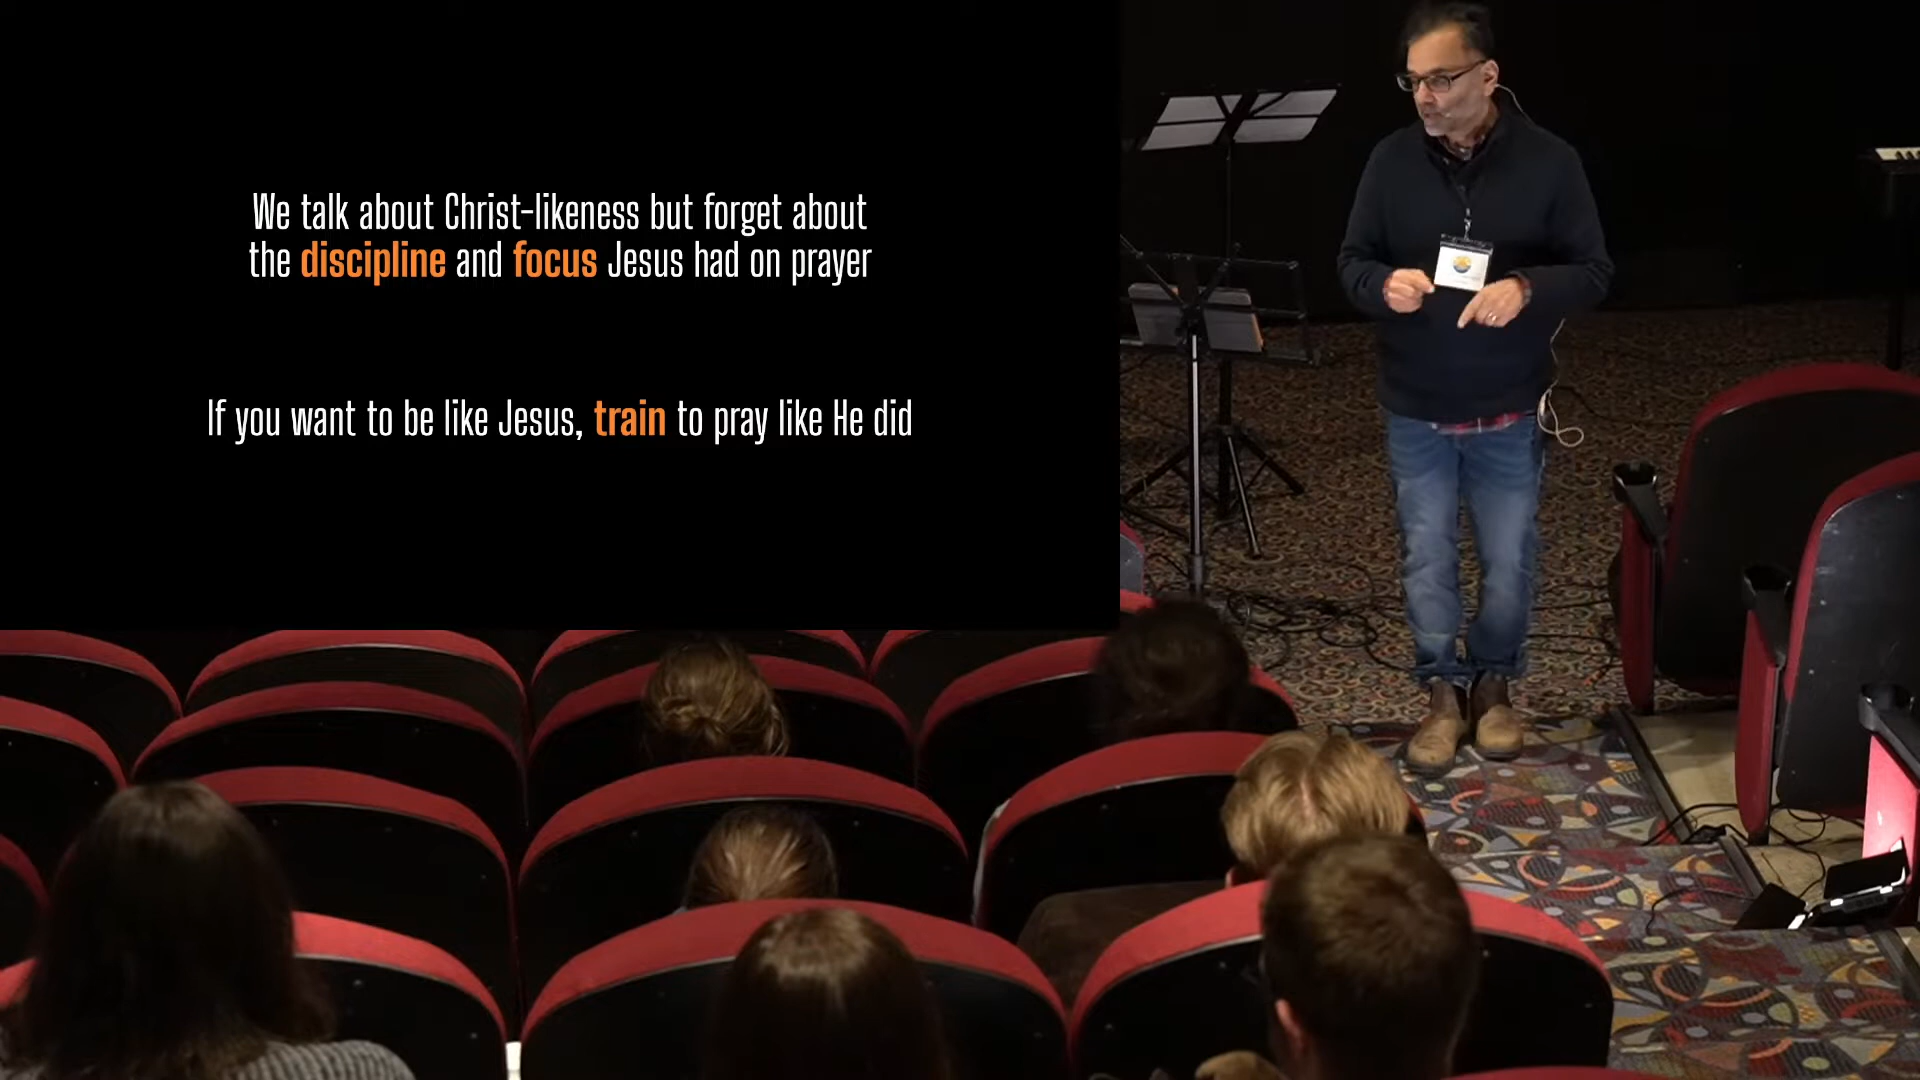 We talk about Christ-likeness but forget about
the discipline and focus Jesus had on prayer
If you want to be like Jesus, train to pray like He did